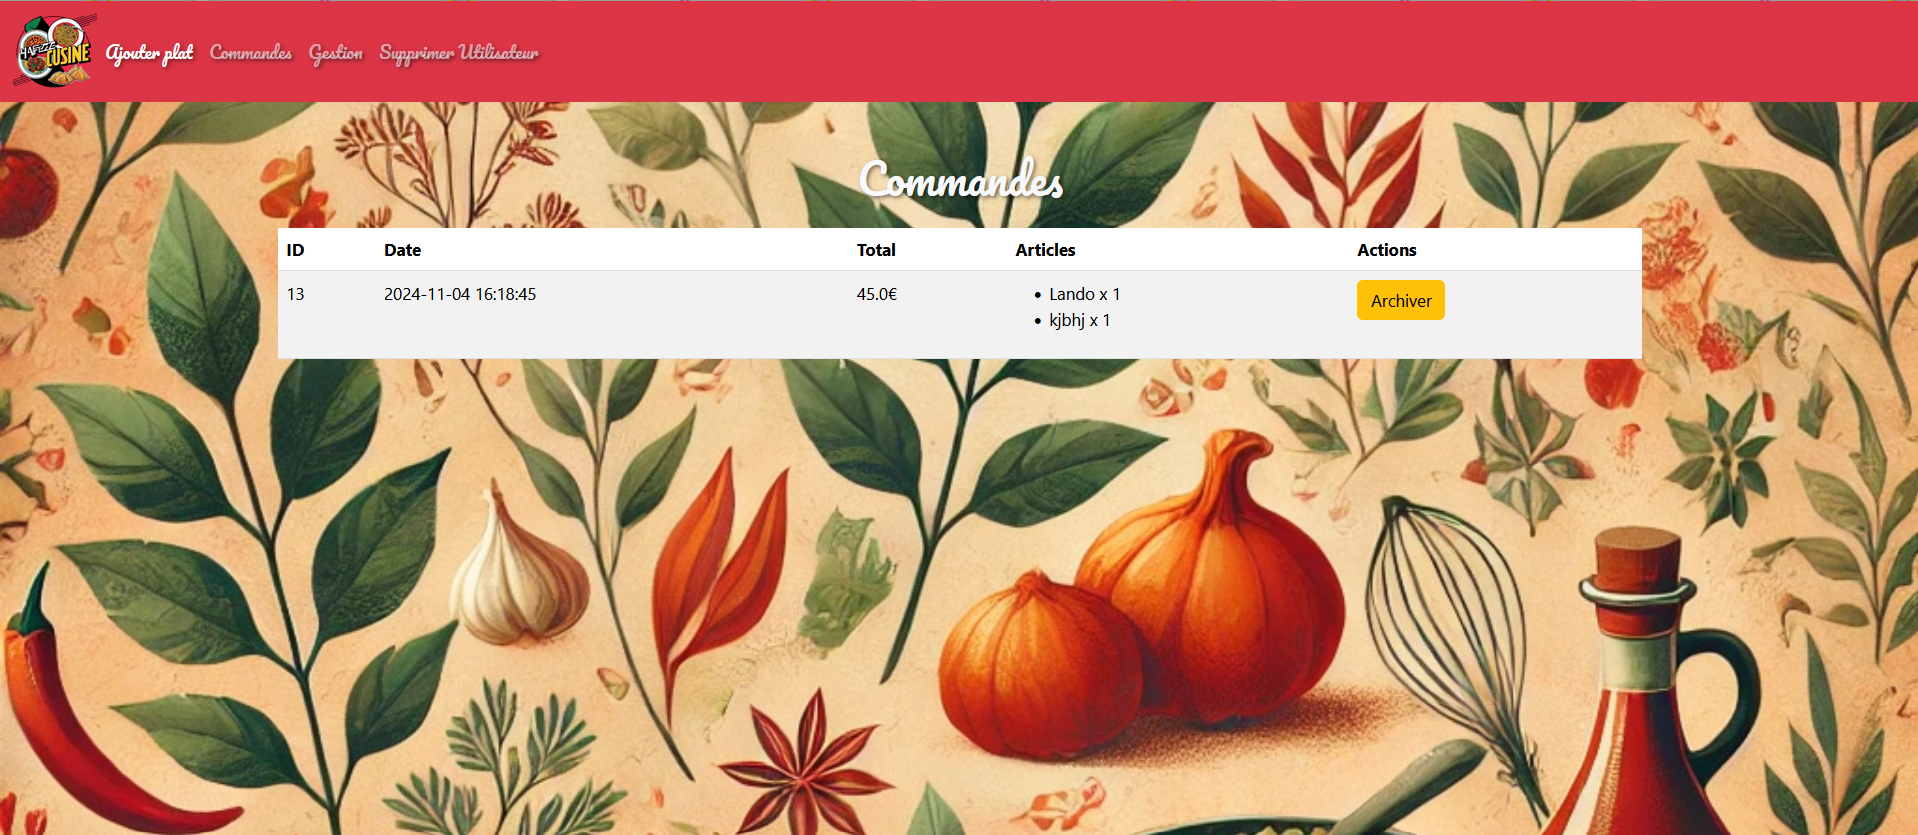 HAFIZZE
CUSINE
Ajouter plat Commandes Gestion Supprimer Utilisateur
Commandes
ID Date Total Articles Actions
13 2024-11-04 16:18:45 45.0€ Lando x 1 Archiver
kjbhj x 1